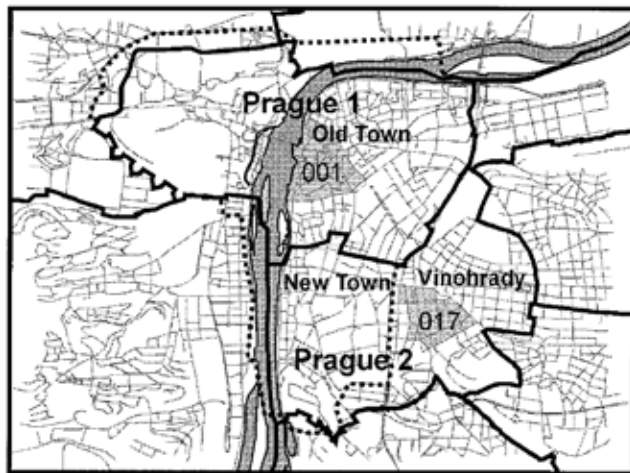 Prague 1
Old Town
001
New Town
Vinohrady
017
Prague 2